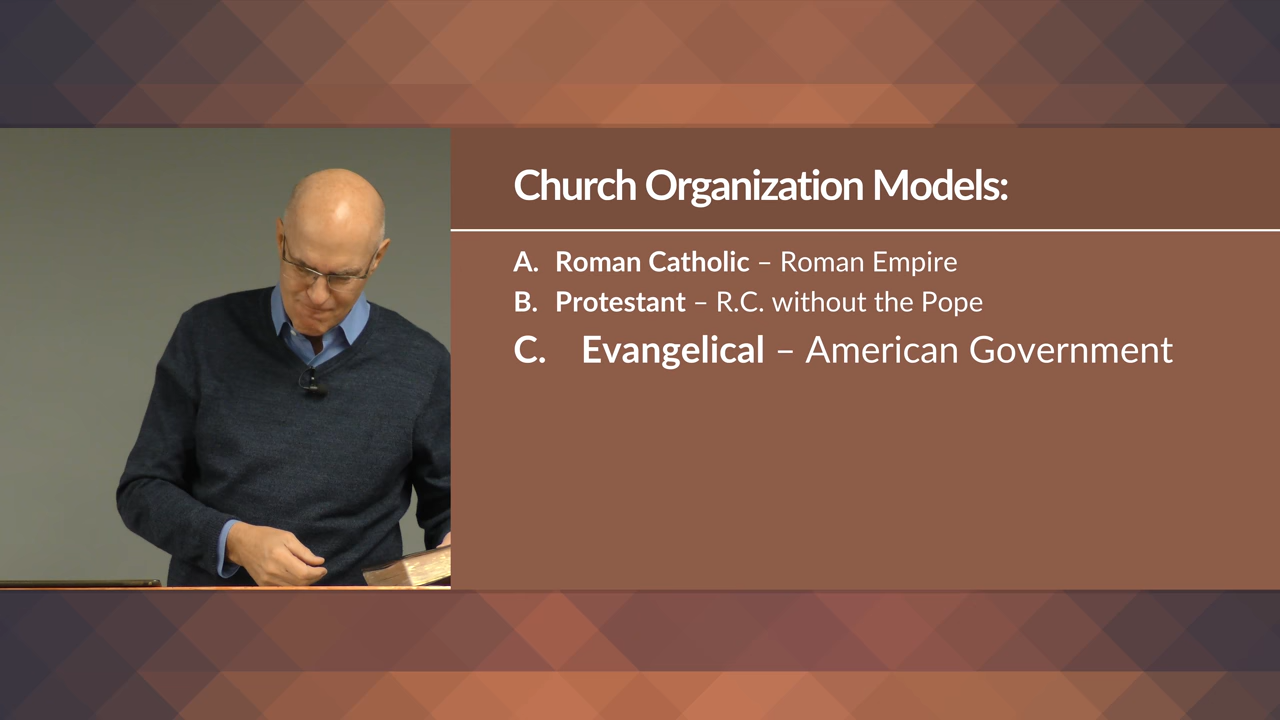 Church Organization Models:
A. Roman Catholic – Roman Empire
B. Protestant – R.C. without the Pope
C. Evangelical – American Government